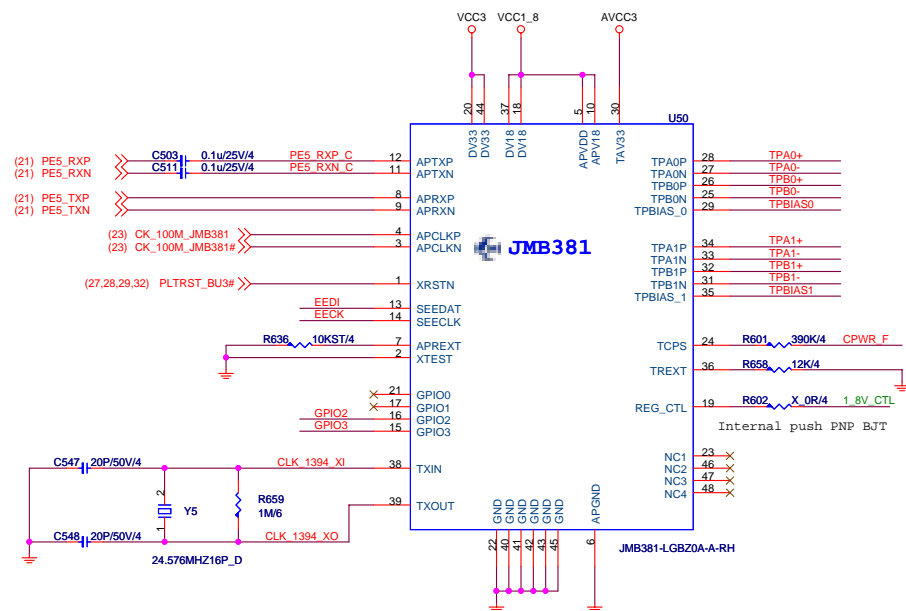 VCC3 VCC1_8 AVCC3
20 44 37 18 5 10 30
DV33 DV33 DV18 DV18 APVDD APV18 TAV33
U50
(21) PE5_RXP C503 0.1u/25V/4 PE5_RXP_C 12 APTXP
(21) PE5_RXN C511 0.1u/25V/4 PE5_RXN_C 11 APTXN
(21) PE5_TXP 8 APRXP
(21) PE5_TXN 9 APRXN
(23) CK_100M_JMB381 4 APCLKP
(23) CK_100M_JMB381# 3 APCLKN
(27,28,29,32) PLTRST_BU3# 1 XRSTN
EEDI 13 SEEDAT
EECK 14 SEECLK
R636 10KST/4 7 APREXT
2 XTEST
21 GPIO0
17 GPIO1
GPIO2 16 GPIO2
GPIO3 15 GPIO3
C547 20P/50V/4 CLK_1394_XI 38 TXIN
2 Y5 1
R659
1M/6
39 TXOUT
C548 20P/50V/4 CLK_1394_XO
24.576MHZ16P_D
JMB381
TPA0P 28 TPA0+
TPA0N 27 TPA0-
TPB0P 26 TPB0+
TPB0N 25 TPB0-
TPBIAS_0 29 TPBIAS0
TPA1P 34 TPA1+
TPA1N 33 TPA1-
TPB1P 32 TPB1+
TPB1N 31 TPB1-
TPBIAS_1 35 TPBIAS1
TCPS 24 R601 390K/4 CPWR_F
TREXT 36 R658 12K/4
REG_CTL 19 R602 X_0R/4 1_8V_CTL
Internal push PNP BJT
NC1 23
NC2 46
NC3 47
NC4 48
GND GND GND GND GND GND APGND
22 40 41 42 43 45 6
JMB381-LGBZ0A-A-RH